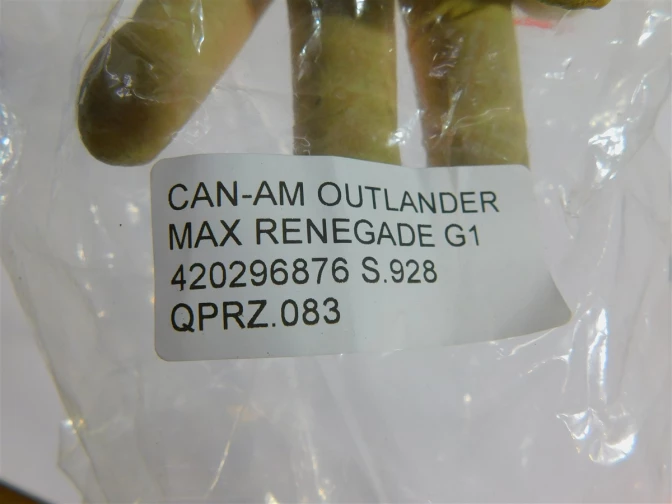 CAN-AM OUTLANDER
MAX RENEGADE G1
420296876 S.928
QPRZ.083